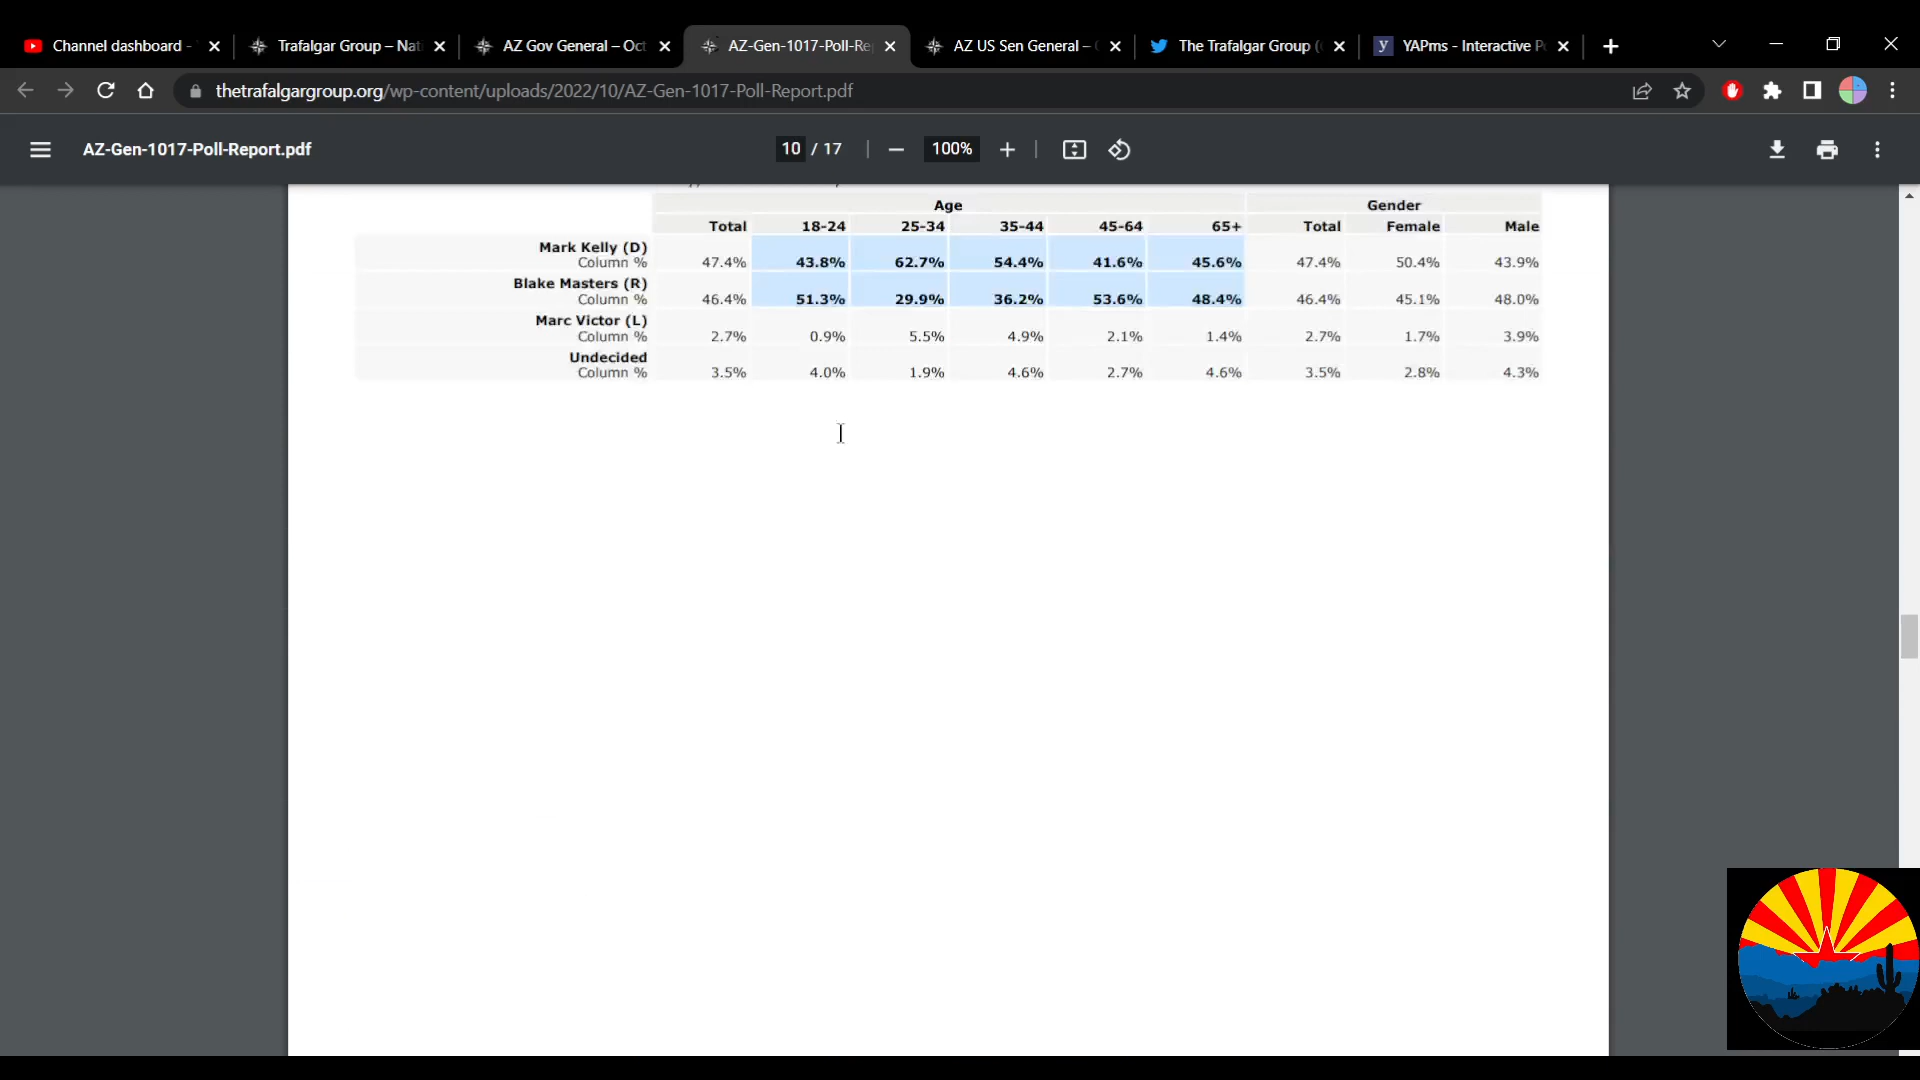 Channel dashboard - Trafalgar Group – Nat AZ Gov General – Oct AZ-Gen-1017-Poll-Re AZ US Sen General – The Trafalgar Group ( YAPms - Interactive P
thetrafalgargroup.org/wp-content/uploads/2022/10/AZ-Gen-1017-Poll-Report.pdf
AZ-Gen-1017-Poll-Report.pdf 10 / 17 100%
Age Gender
Total 18-24 25-34 35-44 45-64 65+ Total Female Male
Mark Kelly (D)
Column % 47.4% 43.8% 62.7% 54.4% 41.6% 45.6% 47.4% 50.4% 43.9%
Blake Masters (R)
Column % 46.4% 51.3% 29.9% 36.2% 53.6% 48.4% 46.4% 45.1% 48.0%
Marc Victor (L)
Column % 2.7% 0.9% 5.5% 4.9% 2.1% 1.4% 2.7% 1.7% 3.9%
Undecided
Column % 3.5% 4.0% 1.9% 4.6% 2.7% 4.6% 3.5% 2.8% 4.3%